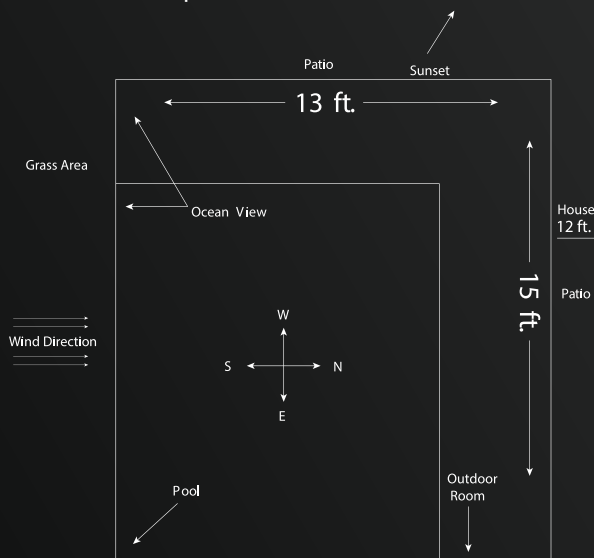 Patio
Sunset
13 ft.
Grass Area
Ocean View
House
12 ft.
15 ft.
Patio
Wind Direction
W
S
N
E
Pool
Outdoor
Room